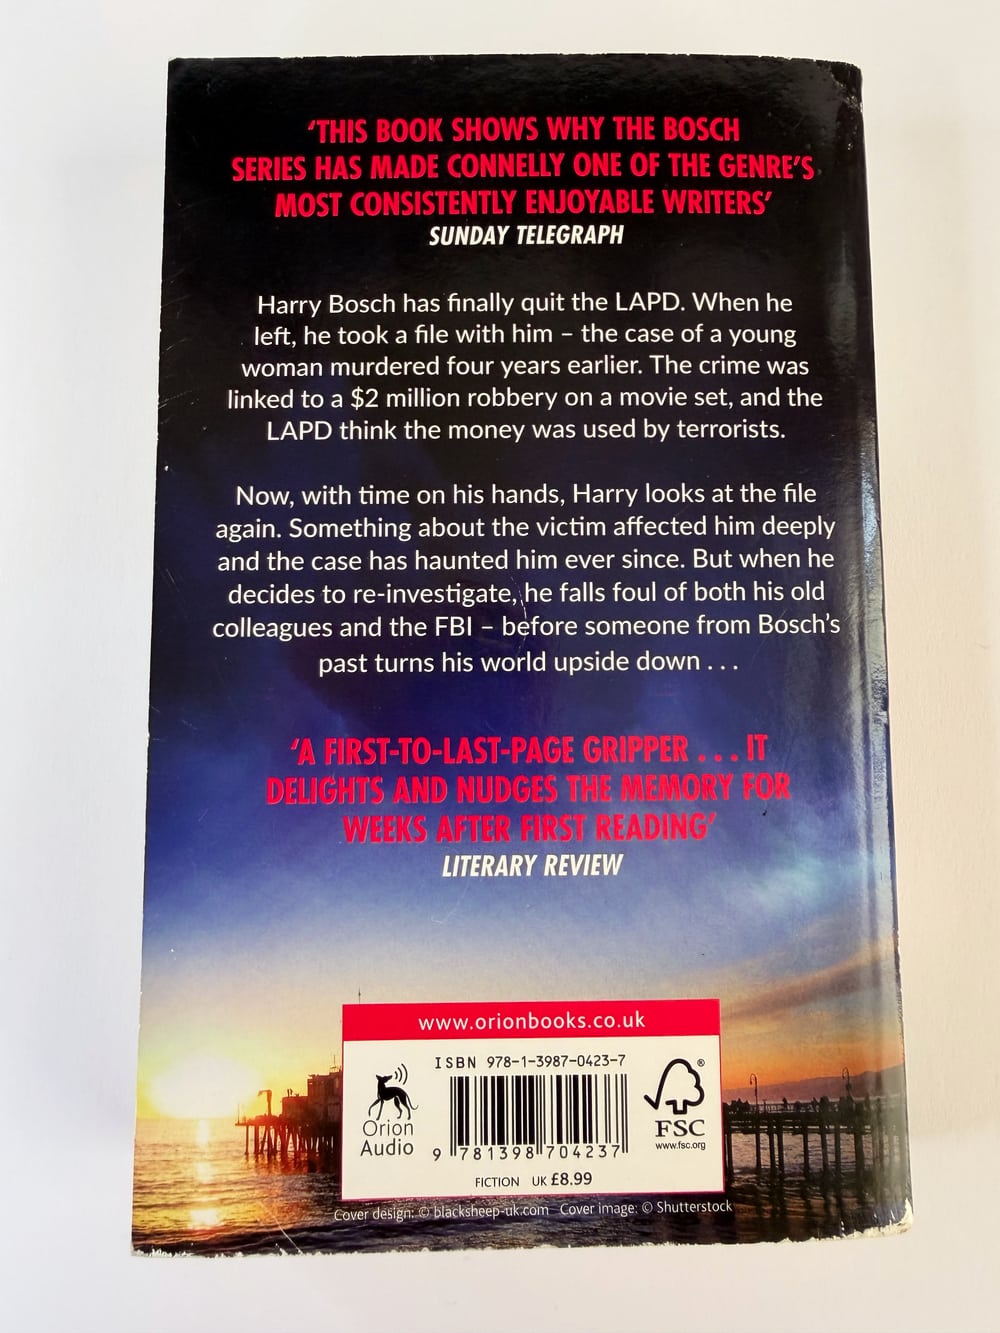 ‘THIS BOOK SHOWS WHY THE BOSCH
SERIES HAS MADE CONNELLY ONE OF THE GENRE’S
MOST CONSISTENTLY ENJOYABLE WRITERS’
SUNDAY TELEGRAPH
Harry Bosch has finally quit the LAPD. When he
left, he took a file with him – the case of a young
woman murdered four years earlier. The crime was
linked to a $2 million robbery on a movie set, and the
LAPD think the money was used by terrorists.
Now, with time on his hands, Harry looks at the file
again. Something about the victim affected him deeply
and the case has haunted him ever since. But when he
decides to re-investigate, he falls foul of both his old
colleagues and the FBI – before someone from Bosch’s
past turns his world upside down . . .
‘A FIRST-TO-LAST-PAGE GRIPPER . . . IT
DELIGHTS AND NUDGES THE MEMORY FOR
WEEKS AFTER FIRST READING’
LITERARY REVIEW
www.orionbooks.co.uk
ISBN 978-1-3987-0423-7
Orion
Audio
9 781398 704237
FSC
®
www.fsc.org
FICTION UK £8.99
Cover design: © blacksheep-uk.com Cover image: © Shutterstock